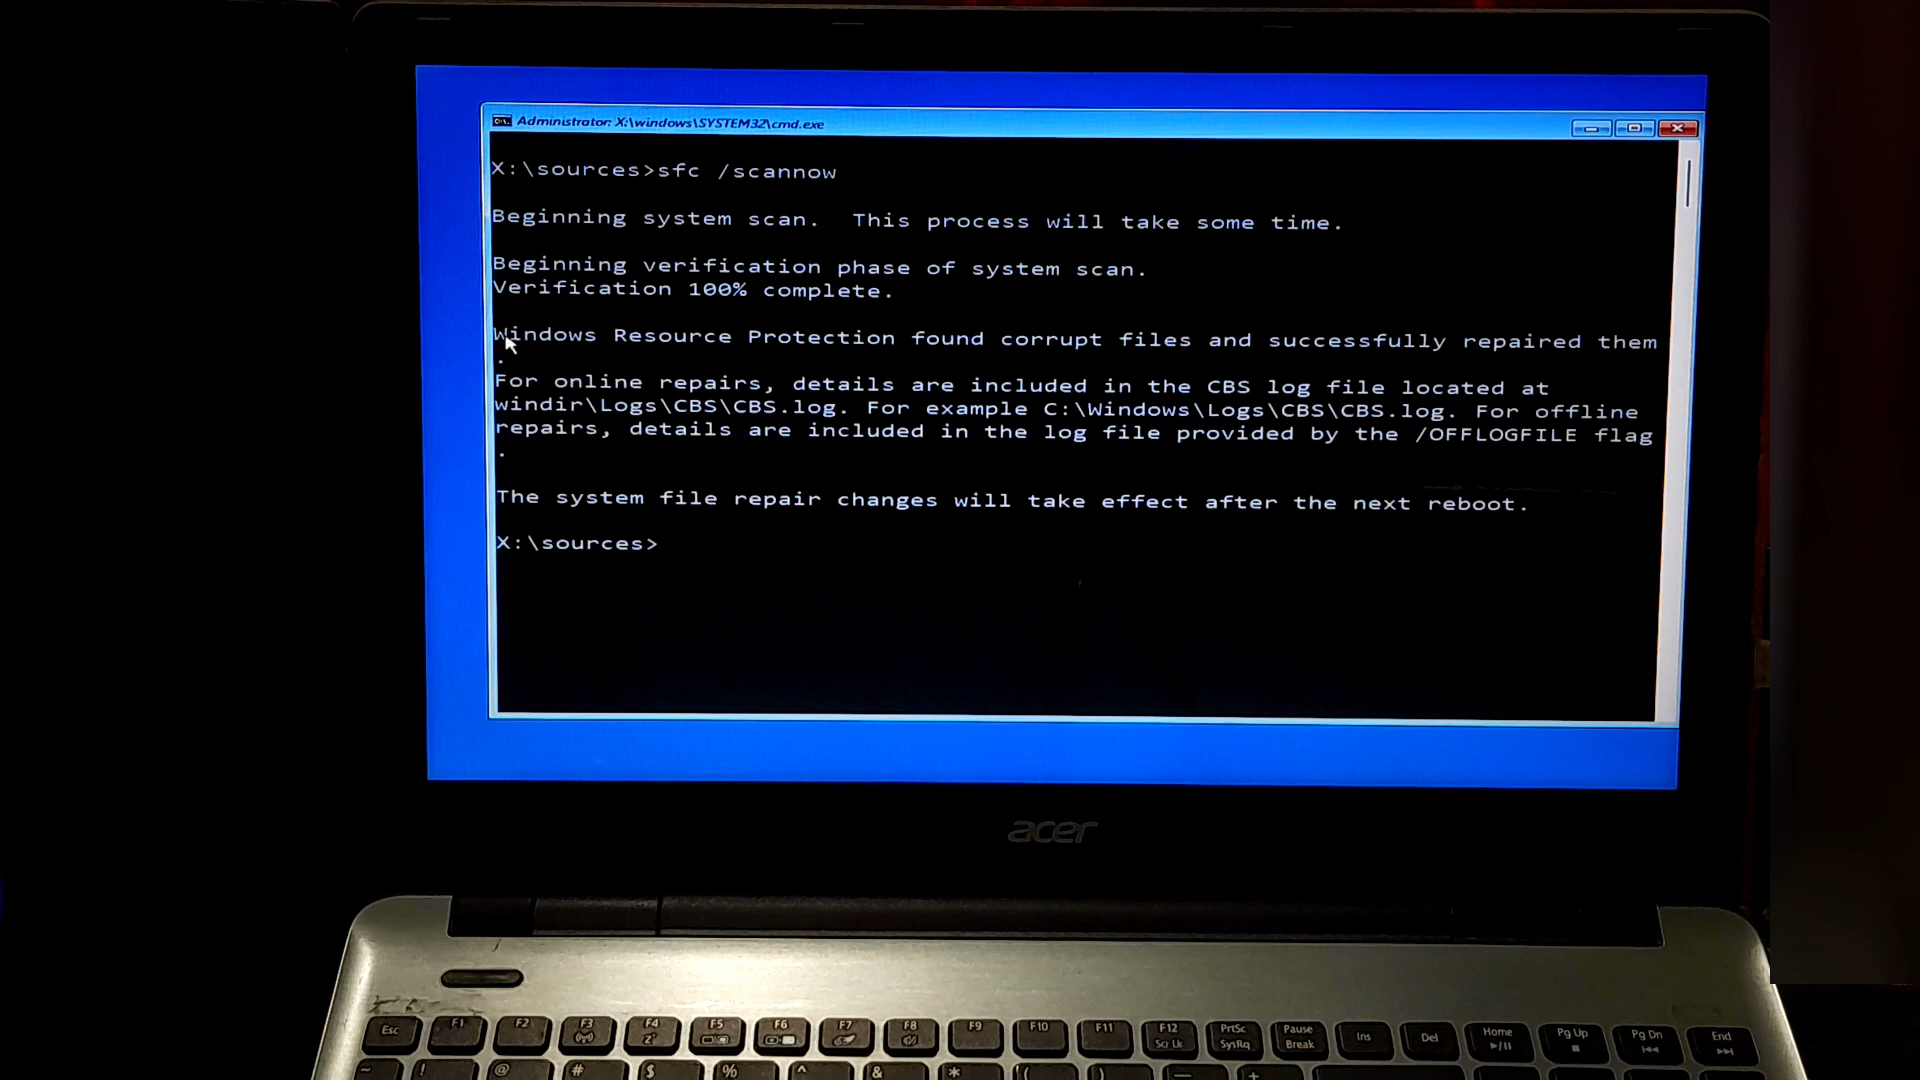 Administrator: X:\windows\SYSTEM32\cmd.exe
X:\sources>sfc /scannow
Beginning system scan.  This process will take some time.
Beginning verification phase of system scan.
Verification 100% complete.
Windows Resource Protection found corrupt files and successfully repaired them
.
For online repairs, details are included in the CBS log file located at
windir\Logs\CBS\CBS.log. For example C:\Windows\Logs\CBS\CBS.log. For offline
repairs, details are included in the log file provided by the /OFFLOGFILE flag
.
The system file repair changes will take effect after the next reboot.
X:\sources>
acer
Esc F1 F2 F3 F4 F5 F6 F7 F8 F9 F10 F11 F12 Scr Lk PrtSc SysRq Pause Break Ins Del Home Pg Up Pg Dn End
~ ! @ # $ % ^ & * ( ) — +